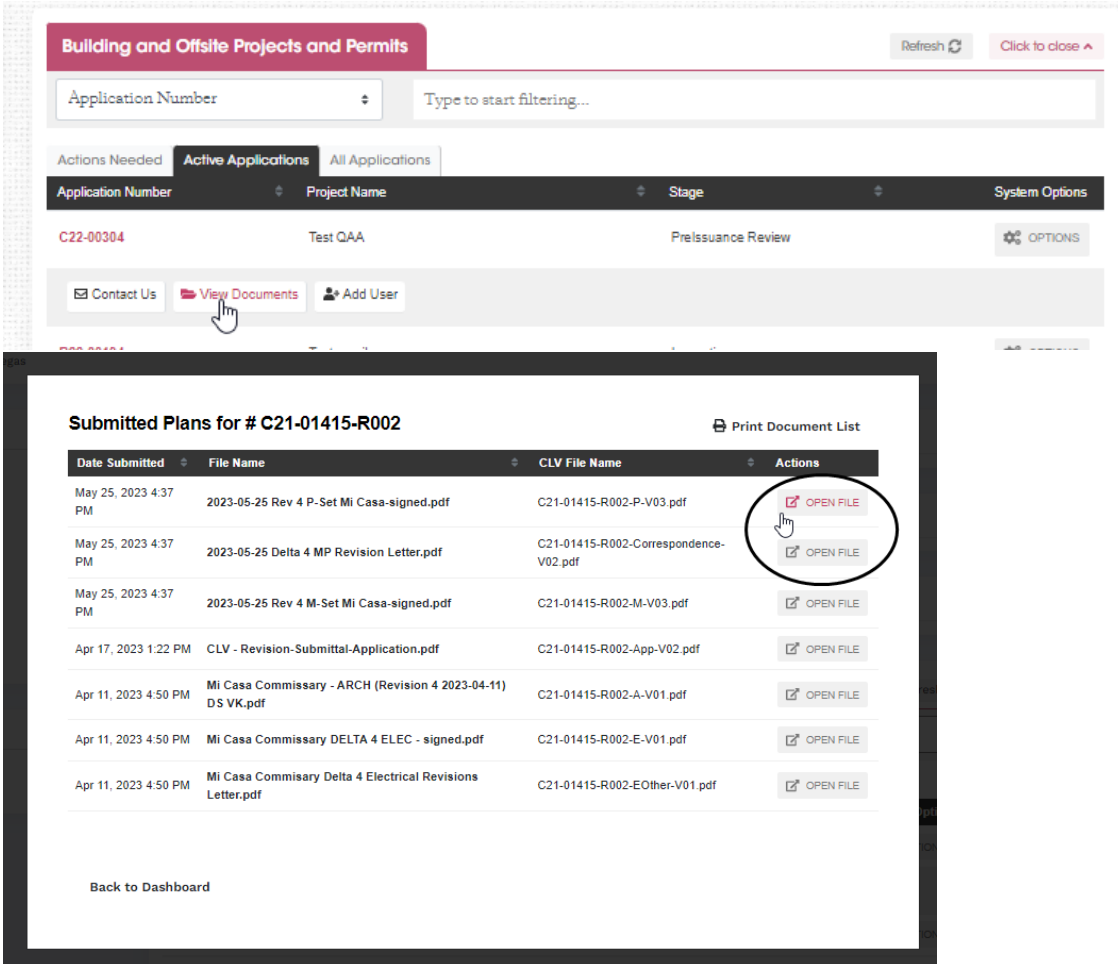 Building and Offsite Projects and Permits
Refresh
Click to close
Application Number
Type to start filtering...
Actions Needed Active Applications All Applications
Application Number Project Name Stage System Options
C22-00304 Test QAA PreIssuance Review OPTIONS
Contact Us View Documents Add User
Submitted Plans for # C21-01415-R002
Print Document List
Date Submitted File Name CLV File Name Actions
May 25, 2023 4:37
PM
2023-05-25 Rev 4 P-Set Mi Casa-signed.pdf
C21-01415-R002-P-V03.pdf
OPEN FILE
May 25, 2023 4:37
PM
2023-05-25 Delta 4 MP Revision Letter.pdf
C21-01415-R002-Correspondence-
V02.pdf
OPEN FILE
May 25, 2023 4:37
PM
2023-05-25 Rev 4 M-Set Mi Casa-signed.pdf
C21-01415-R002-M-V03.pdf
OPEN FILE
Apr 17, 2023 1:22 PM
CLV - Revision-Submittal-Application.pdf
C21-01415-R002-App-V02.pdf
OPEN FILE
Apr 11, 2023 4:50 PM
Mi Casa Commissary - ARCH (Revision 4 2023-04-11)
DS VK.pdf
C21-01415-R002-A-V01.pdf
OPEN FILE
Apr 11, 2023 4:50 PM
Mi Casa Commissary DELTA 4 ELEC - signed.pdf
C21-01415-R002-E-V01.pdf
OPEN FILE
Apr 11, 2023 4:50 PM
Mi Casa Commisary Delta 4 Electrical Revisions
Letter.pdf
C21-01415-R002-EOther-V01.pdf
OPEN FILE
Back to Dashboard